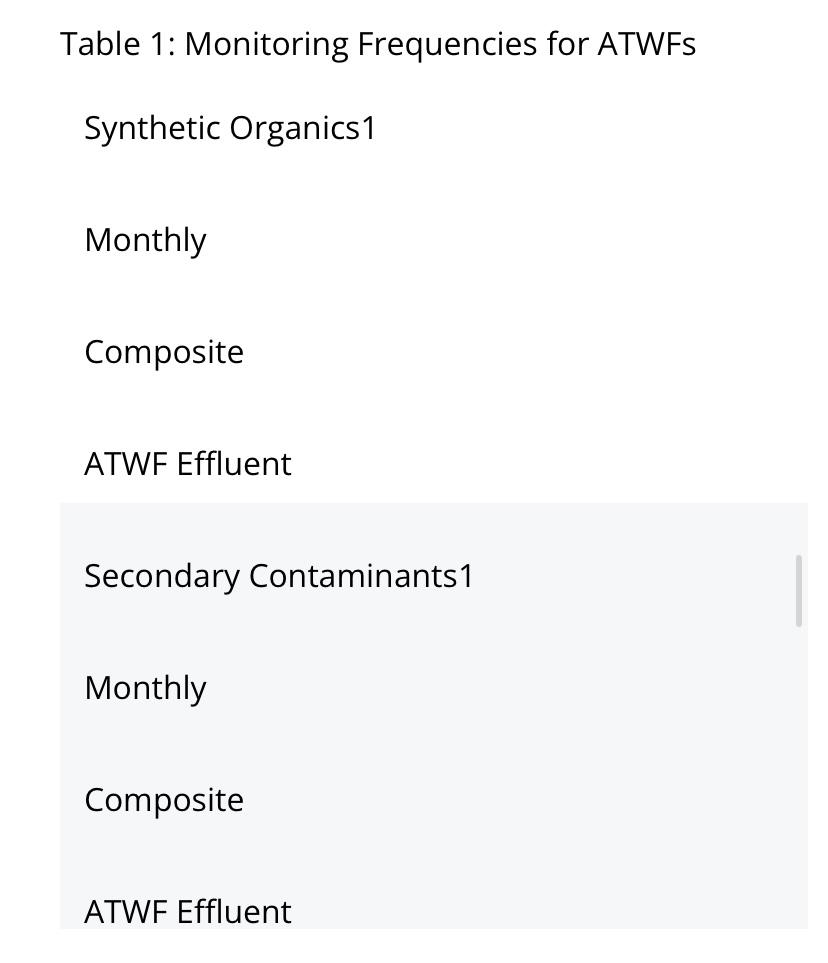 Table 1: Monitoring Frequencies for ATWFs
Synthetic Organics1
Monthly
Composite
ATWF Effluent
Secondary Contaminants1
Monthly
Composite
ATWF Effluent